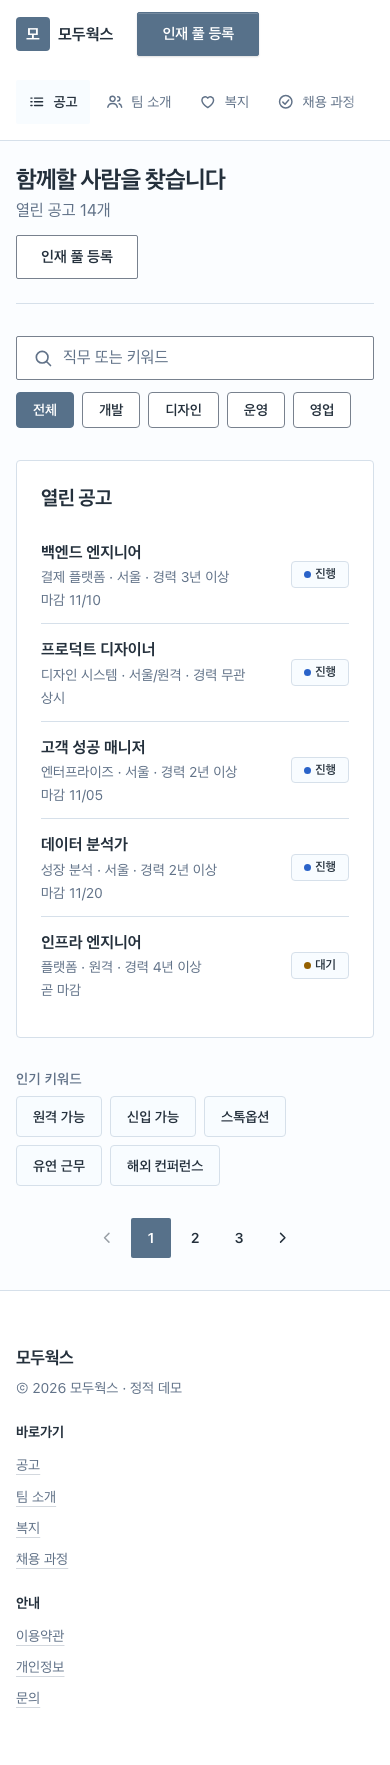 모 모두웍스 인재 풀 등록
공고 팀 소개 복지 채용 과정
함께할 사람을 찾습니다
열린 공고 14개
인재 풀 등록
직무 또는 키워드
전체 개발 디자인 운영 영업
열린 공고
백엔드 엔지니어
결제 플랫폼 · 서울 · 경력 3년 이상
마감 11/10
진행
프로덕트 디자이너
디자인 시스템 · 서울/원격 · 경력 무관
상시
진행
고객 성공 매니저
엔터프라이즈 · 서울 · 경력 2년 이상
마감 11/05
진행
데이터 분석가
성장 분석 · 서울 · 경력 2년 이상
마감 11/20
진행
인프라 엔지니어
플랫폼 · 원격 · 경력 4년 이상
곧 마감
대기
인기 키워드
원격 가능 신입 가능 스톡옵션
유연 근무 해외 컨퍼런스
1 2 3
모두웍스
© 2026 모두웍스 · 정적 데모
바로가기
공고
팀 소개
복지
채용 과정
안내
이용약관
개인정보
문의